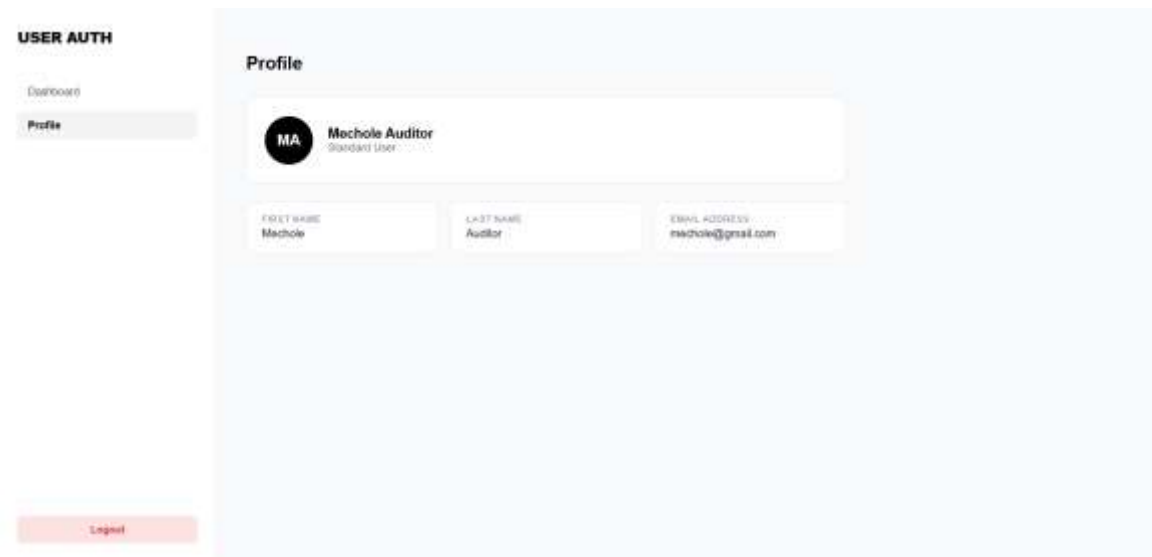 USER AUTH
Dashboard
Profile
Logout
Profile
MA
Mechole Auditor
Standard User
FIRST NAME
Mechole
LAST NAME
Auditor
EMAIL ADDRESS
mechole@gmail.com